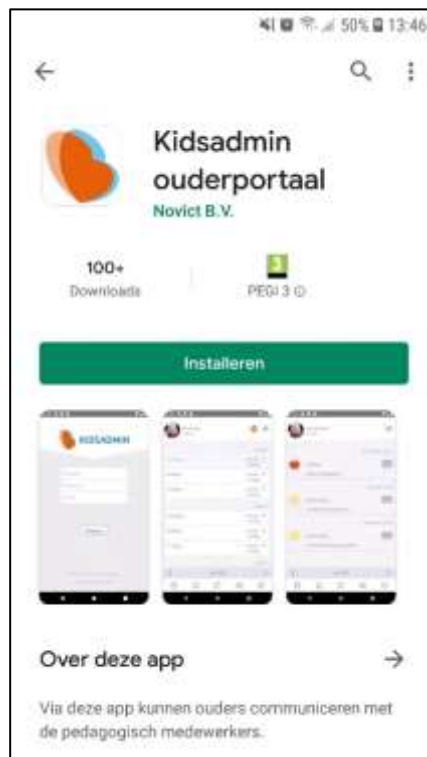 50% 13:46
Kidsadmin
ouderportaal
Novict B.V.
100+
Downloads
3
PEGI 3
Installeren
KIDSADMIN
Over deze app
Via deze app kunnen ouders communiceren met
de pedagogisch medewerkers.